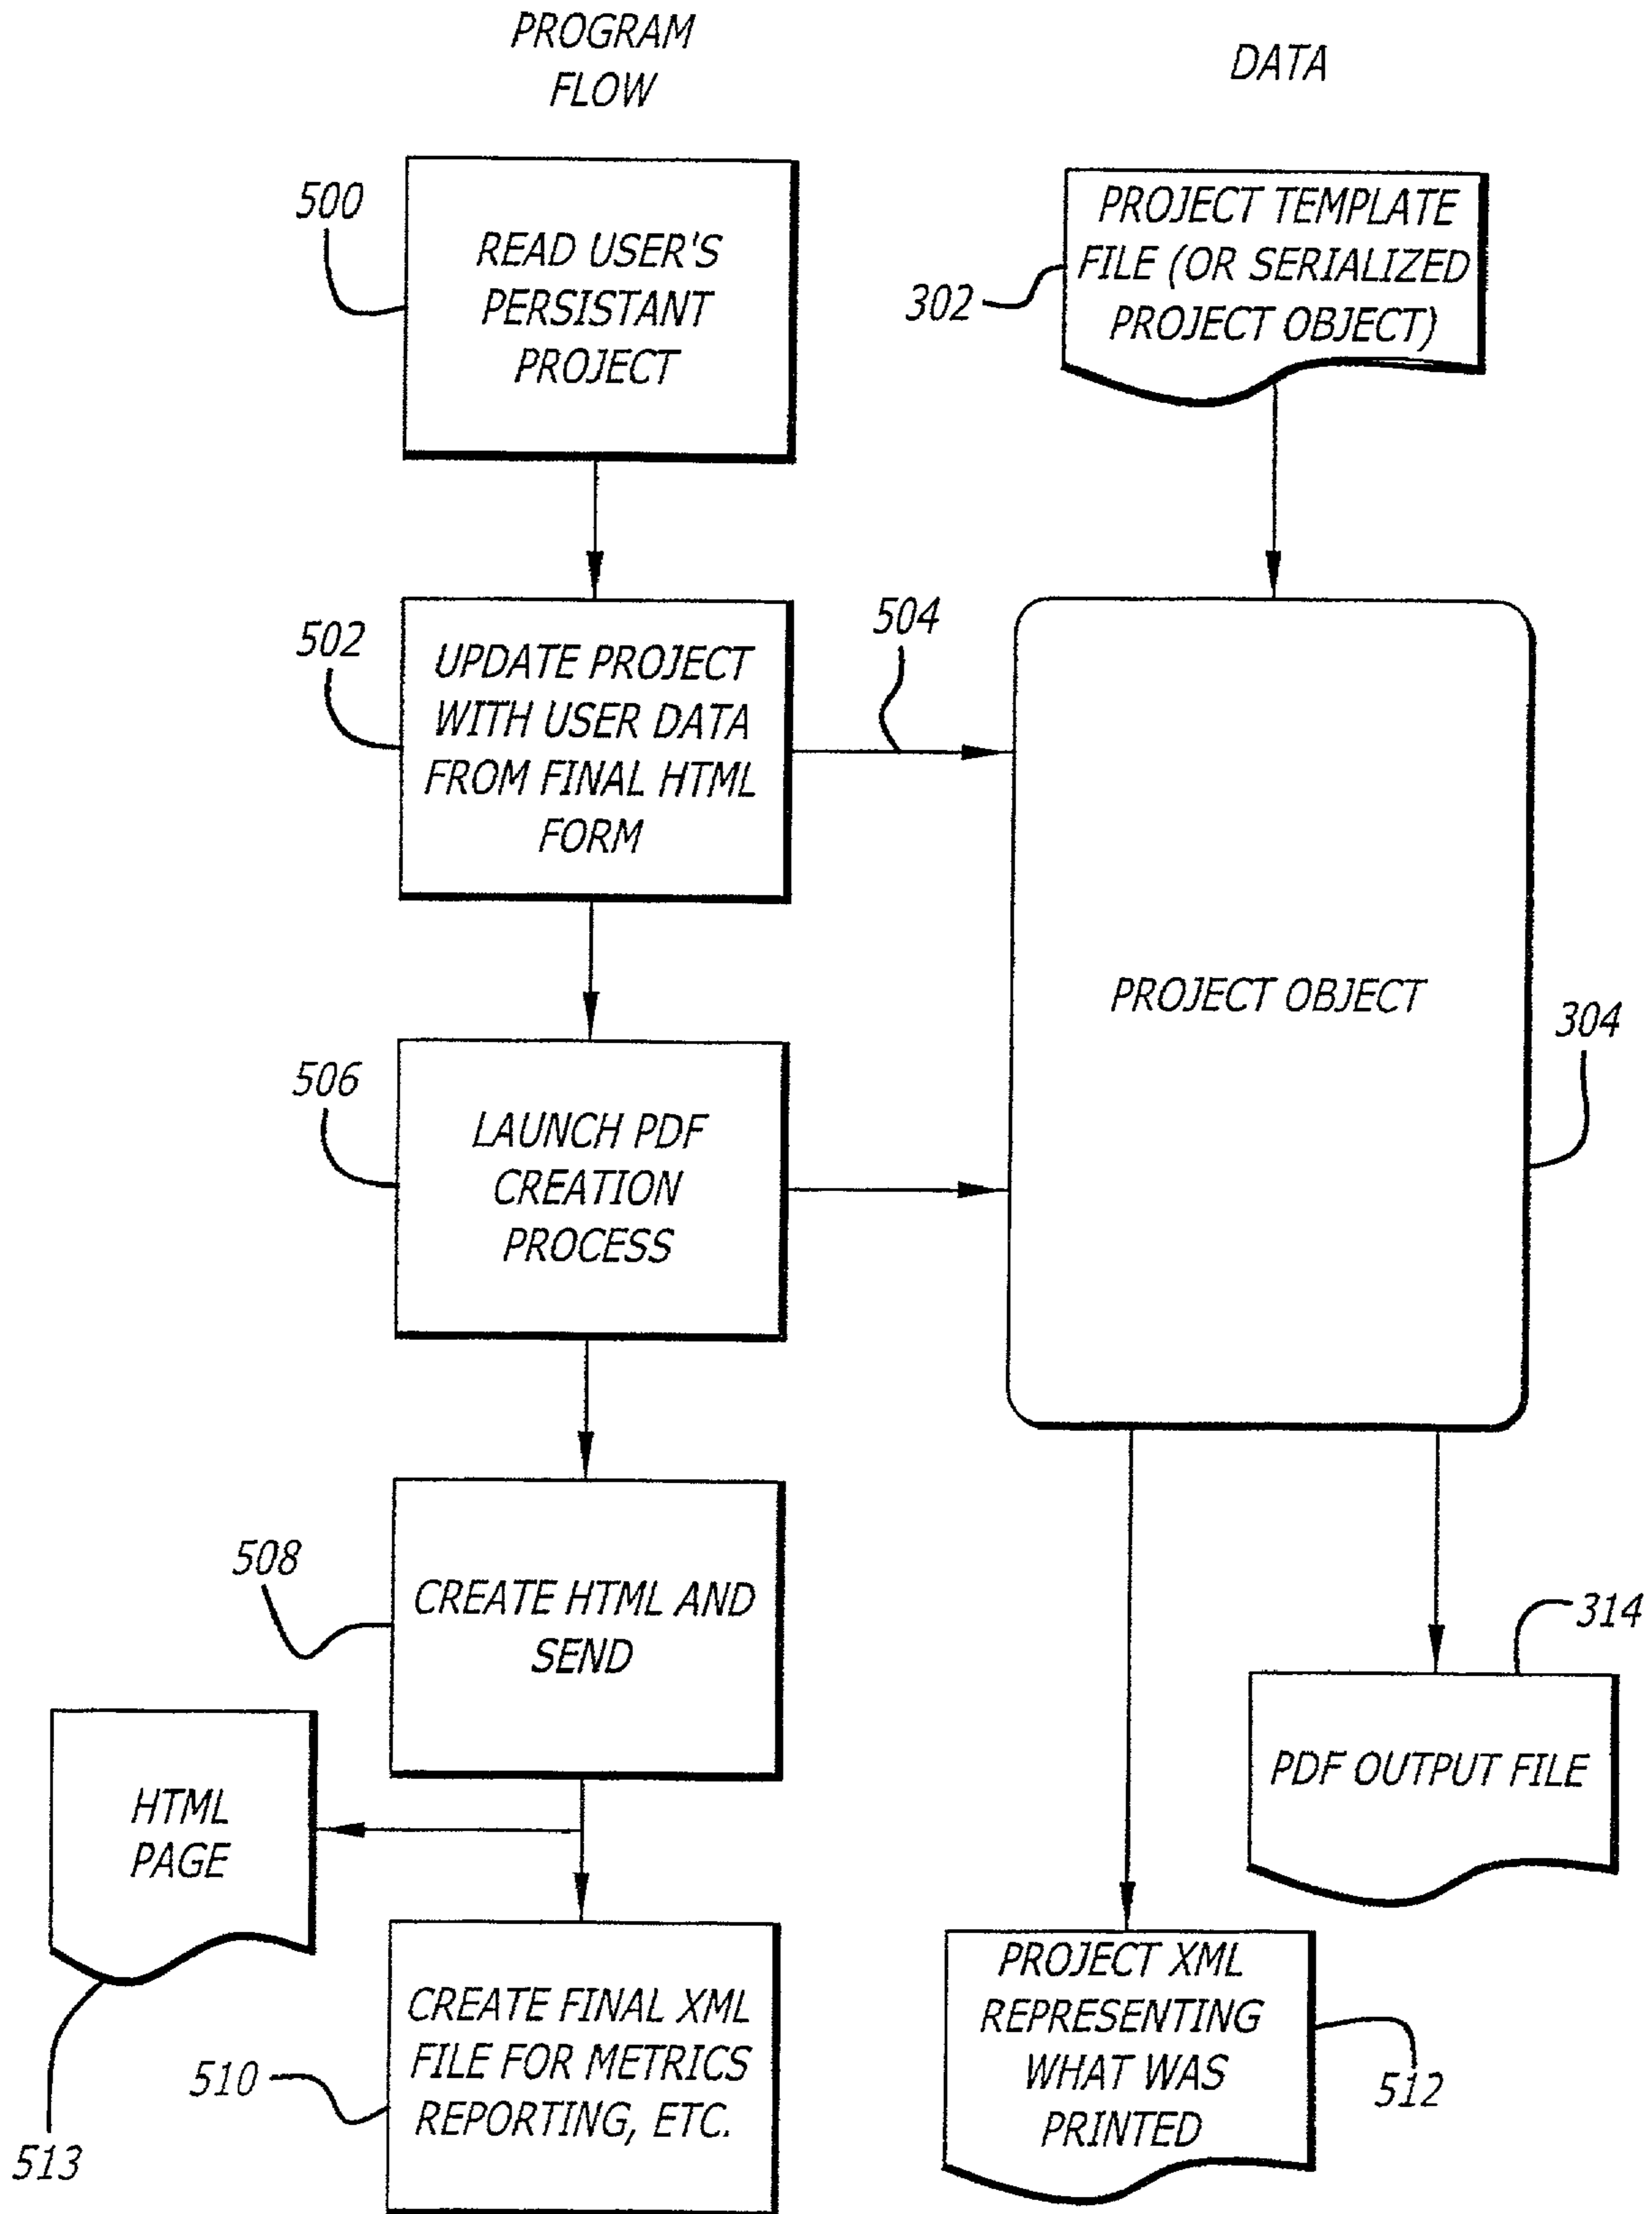 PROGRAM
FLOW
DATA
500
READ USER'S
PERSISTANT
PROJECT
302
PROJECT TEMPLATE
FILE (OR SERIALIZED
PROJECT OBJECT)
502
UPDATE PROJECT
WITH USER DATA
FROM FINAL HTML
FORM
504
PROJECT OBJECT
304
506
LAUNCH PDF
CREATION
PROCESS
508
CREATE HTML AND
SEND
314
PDF OUTPUT FILE
HTML
PAGE
513
510
CREATE FINAL XML
FILE FOR METRICS
REPORTING, ETC.
PROJECT XML
REPRESENTING
WHAT WAS
PRINTED
512